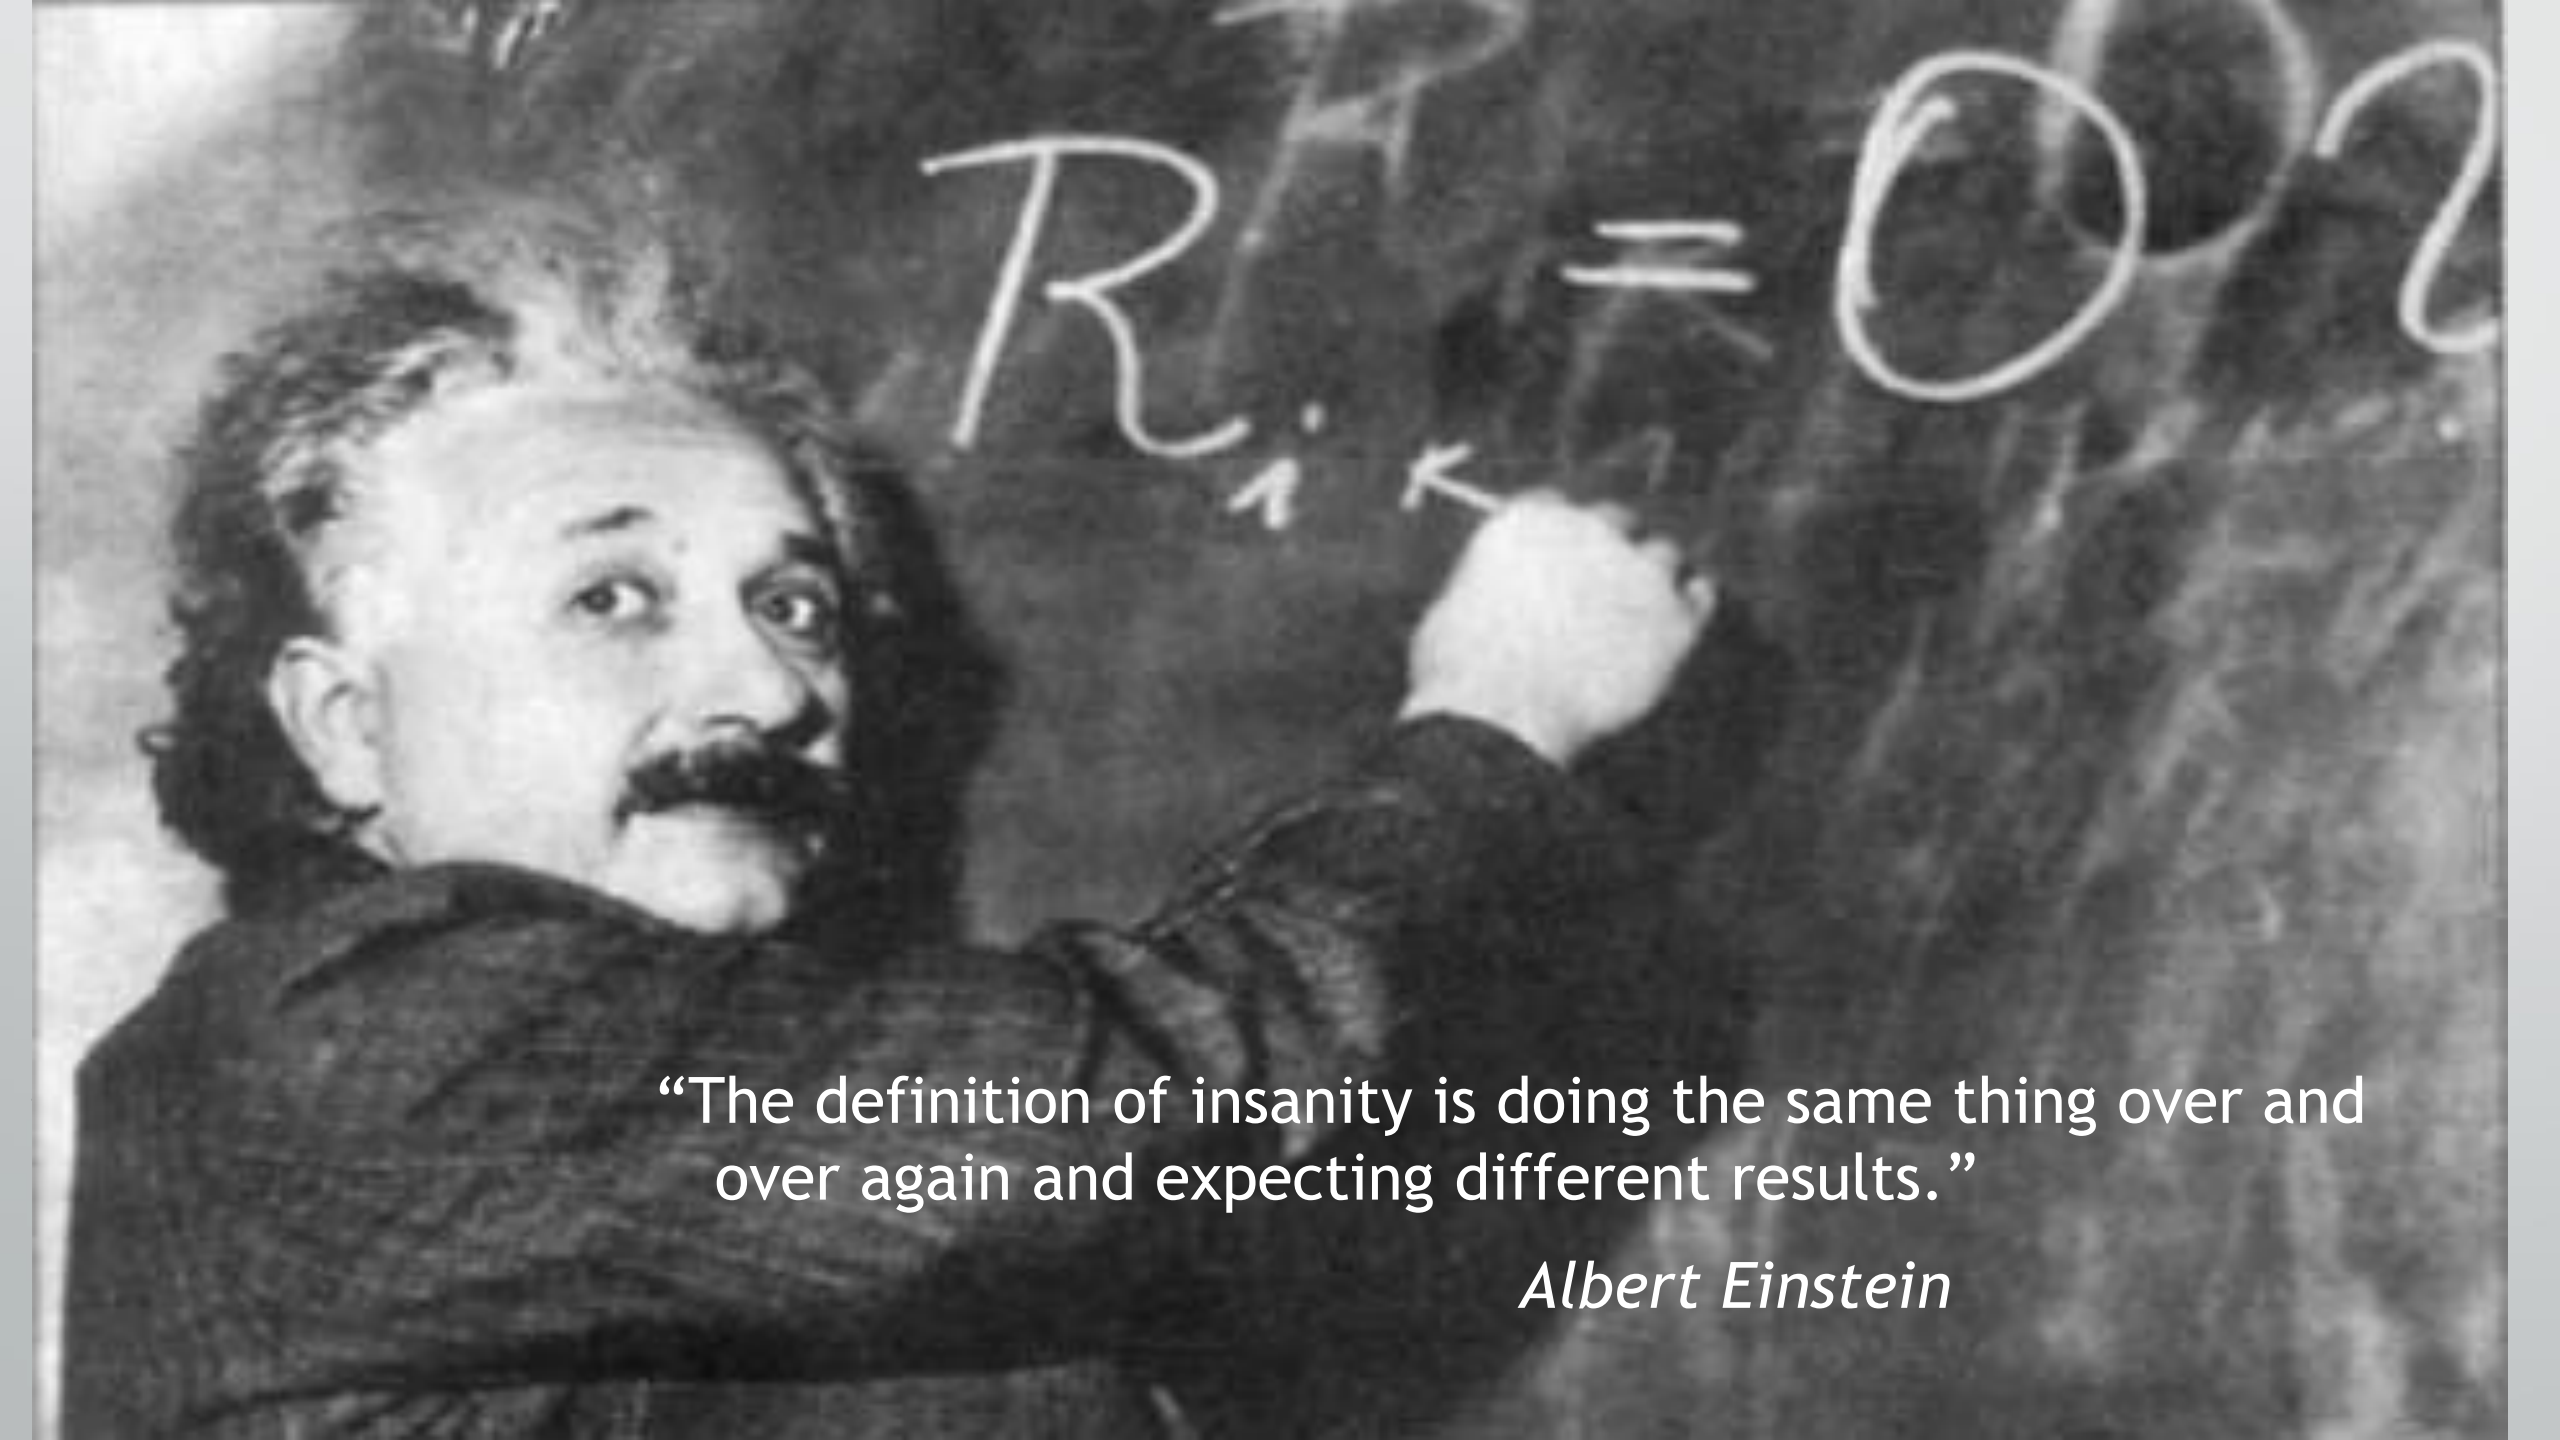 R i k = 0 ?
“The definition of insanity is doing the same thing over and
over again and expecting different results.”
Albert Einstein